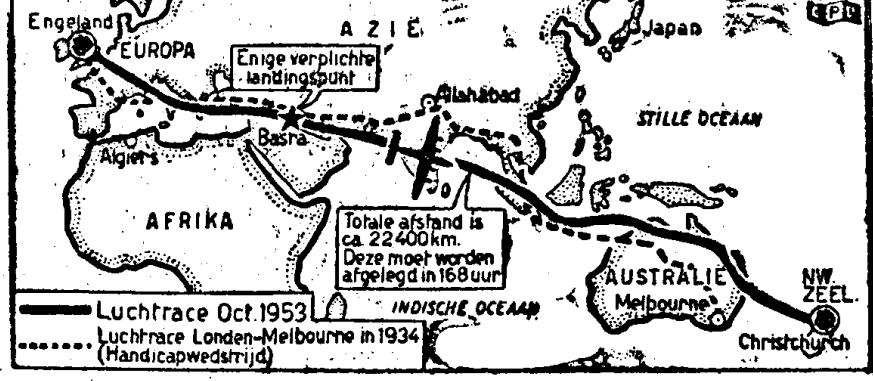 Engeland
EUROPA
AZIE
Japan
C.P.L.
Enige verplichte
landingspunt
Allahabad
STILLE OCEAAN
Basra
Algiers
AFRIKA
Totale afstand is
ca. 22400 km.
Deze moet worden
afgelegd in 168 uur
AUSTRALIE
Melbourne
NW.
ZEEL.
Christchurch
INDISCHE OCEAAN
Luchtrace Oct. 1953
Luchtrace Londen-Melbourne in 1934
(Handicapwedstrijd)